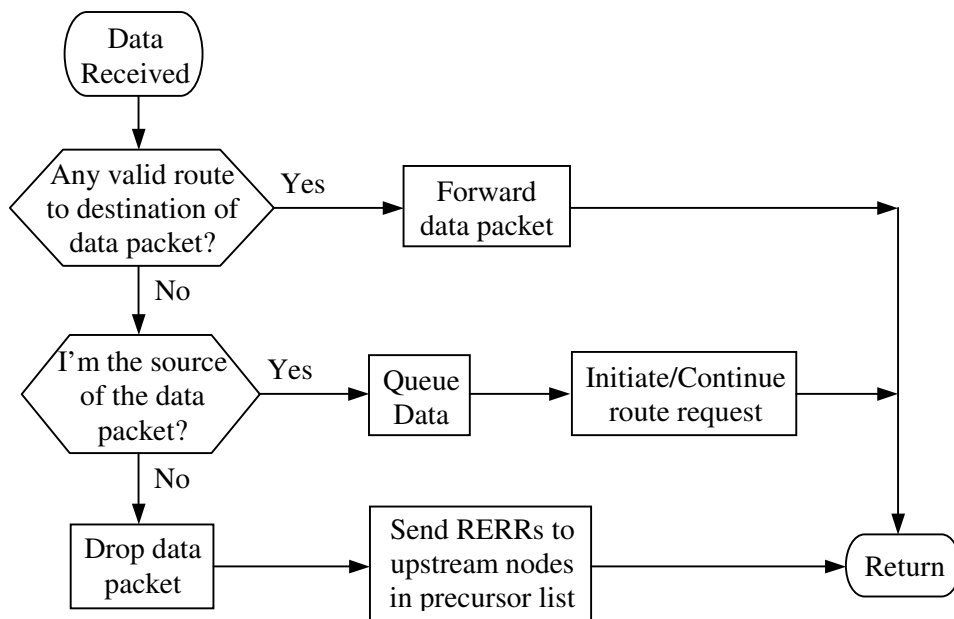 Data
Received
Any valid route
to destination of
data packet?
Yes
Forward
data packet
No
I'm the source
of the data
packet?
Yes
Queue
Data
Initiate/Continue
route request
No
Drop data
packet
Send RERRs to
upstream nodes
in precursor list
Return